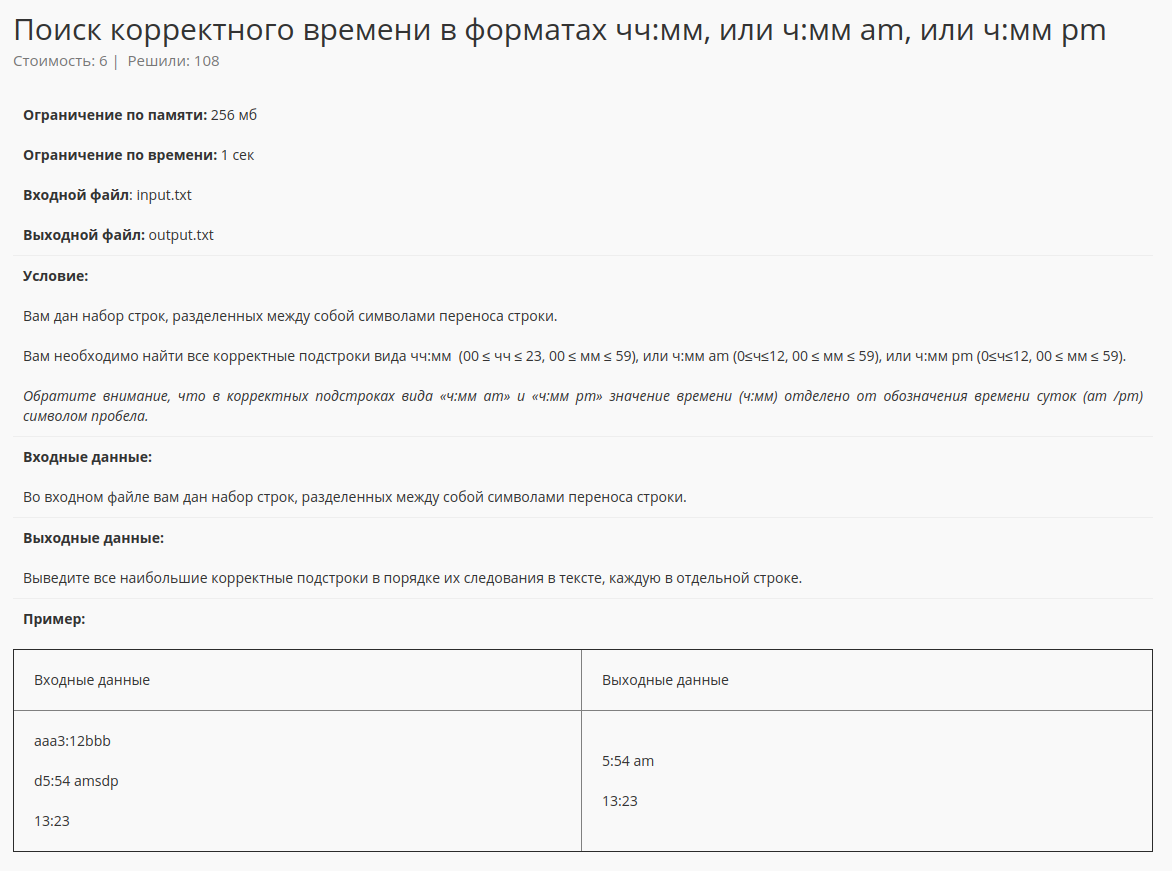 Поиск корректного времени в форматах чч:мм, или ч:мм am, или ч:мм pm
Стоимость: 6 | Решили: 108
Ограничение по памяти: 256 мб
Ограничение по времени: 1 сек
Входной файл: input.txt
Выходной файл: output.txt
Условие:
Вам дан набор строк, разделенных между собой символами переноса строки.
Вам необходимо найти все корректные подстроки вида чч:мм (00 ≤ чч ≤ 23, 00 ≤ мм ≤ 59), или ч:мм am (0≤ч≤12, 00 ≤ мм ≤ 59), или ч:мм pm (0≤ч≤12, 00 ≤ мм ≤ 59).
Обратите внимание, что в корректных подстроках вида «ч:мм am» и «ч:мм pm» значение времени (ч:мм) отделено от обозначения времени суток (am /pm)
символом пробела.
Входные данные:
Во входном файле вам дан набор строк, разделенных между собой символами переноса строки.
Выходные данные:
Выведите все наибольшие корректные подстроки в порядке их следования в тексте, каждую в отдельной строке.
Пример:
Входные данные
Выходные данные
aaa3:12bbb
d5:54 amsdp
13:23
5:54 am
13:23